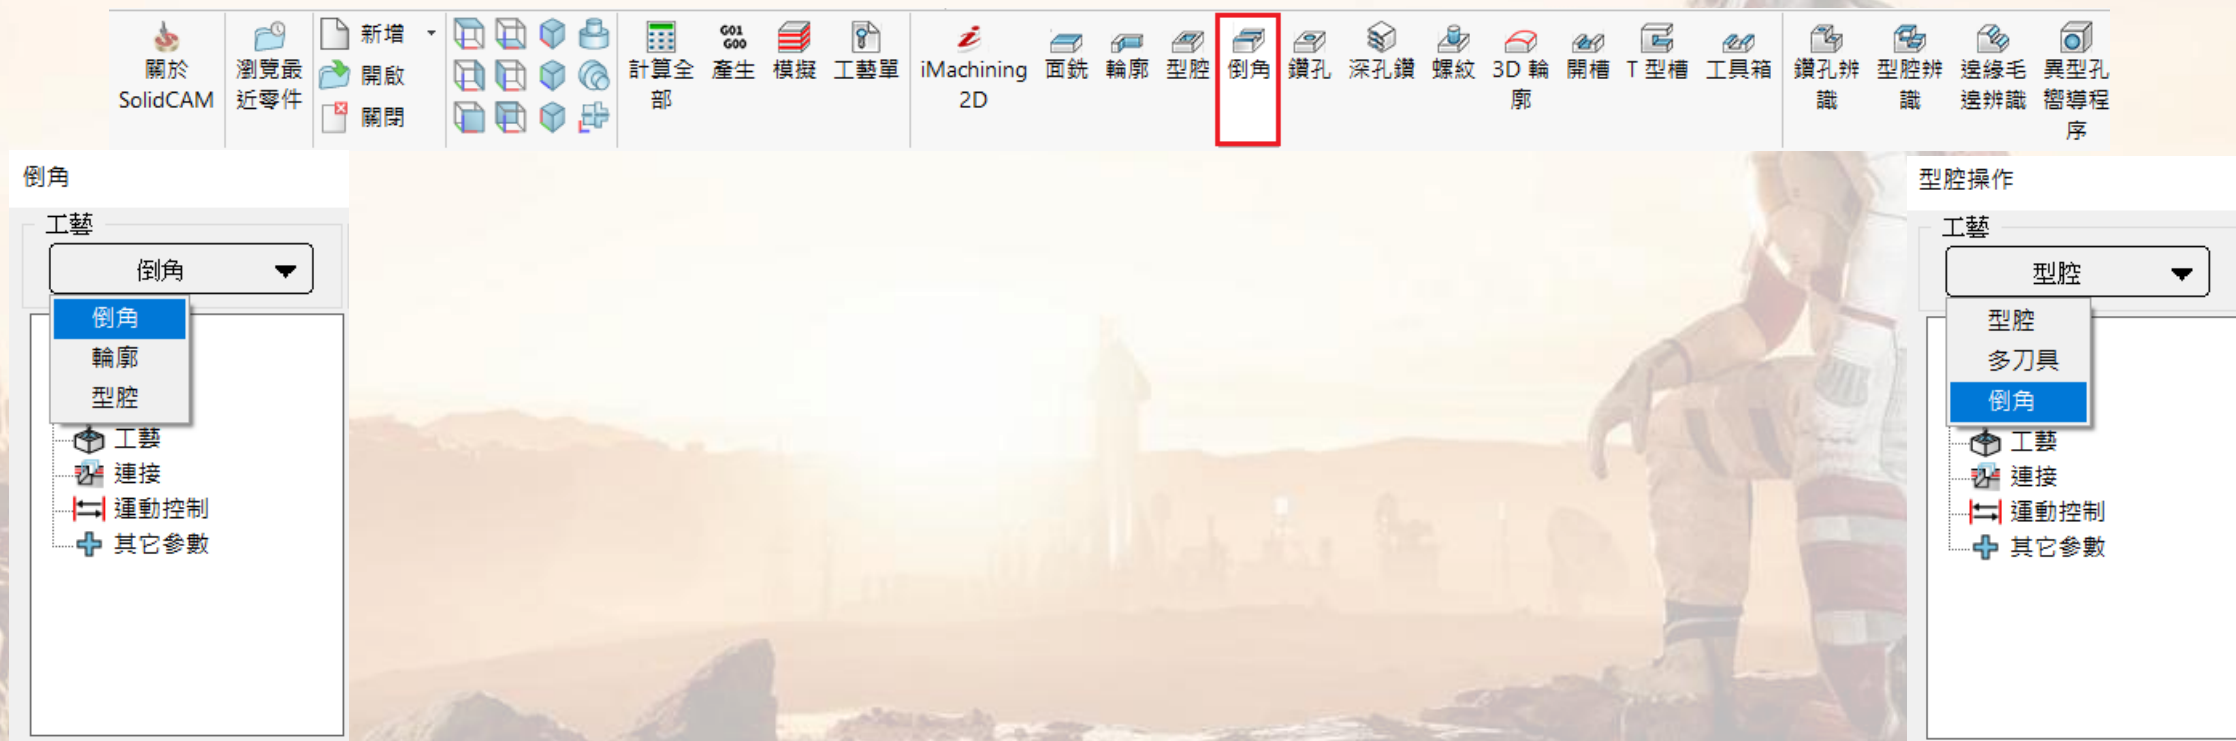 關於
SolidCAM
瀏覽最
近零件
新增
開啟
關閉
計算全
部
G01
G00
產生
模擬
工藝單
iMachining
2D
面銑
輪廓
型腔
倒角
鑽孔
深孔鑽
螺紋
3D 輪
廓
開槽
T 型槽
工具箱
鑽孔辨
識
型腔辨
識
邊緣毛
邊辨識
異型孔
嚮導程
序
倒角
工藝
倒角
倒角
輪廓
型腔
工藝
連接
運動控制
其它參數
型腔操作
工藝
型腔
型腔
多刀具
倒角
工藝
連接
運動控制
其它參數